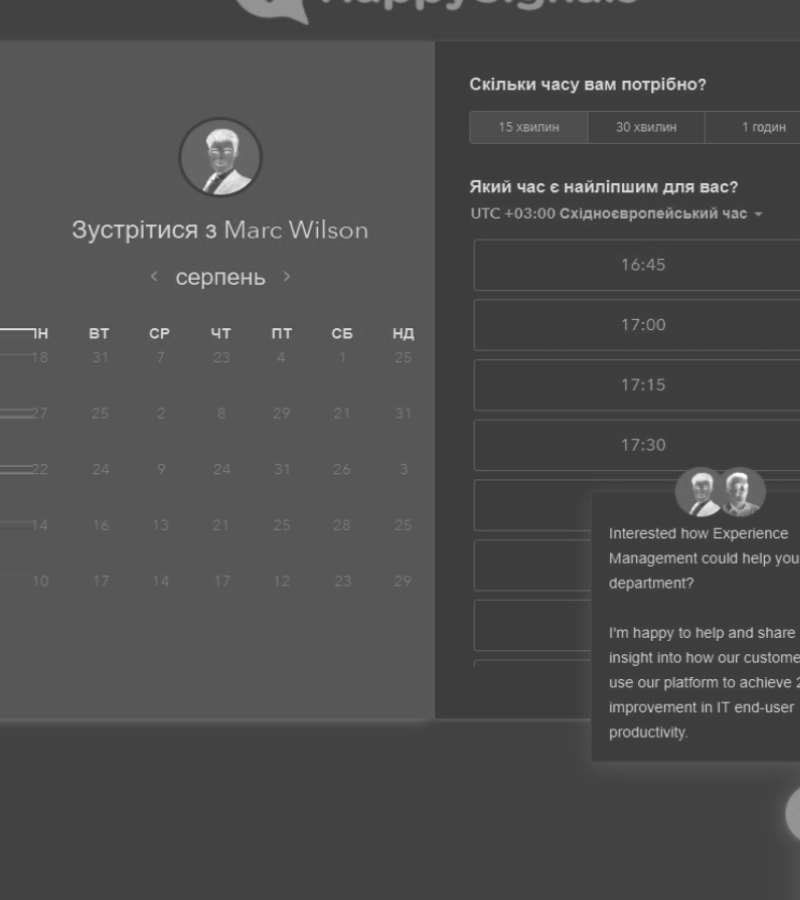 HappySignals
Скільки часу вам потрібно?
15 хвилин 30 хвилин 1 годин
Зустрітися з Marc Wilson
серпень
ПН ВТ СР ЧТ ПТ СБ НД
18 31 7 23 4 1 25
27 25 2 8 29 21 31
22 24 9 24 31 26 3
14 16 13 21 25 28 25
10 17 14 17 12 23 29
Який час є найліпшим для вас?
UTC +03:00 Східноєвропейський час
16:45
17:00
17:15
17:30
Interested how Experience
Management could help you
department?
I'm happy to help and share
insight into how our custome
use our platform to achieve 2
improvement in IT end-user
productivity.